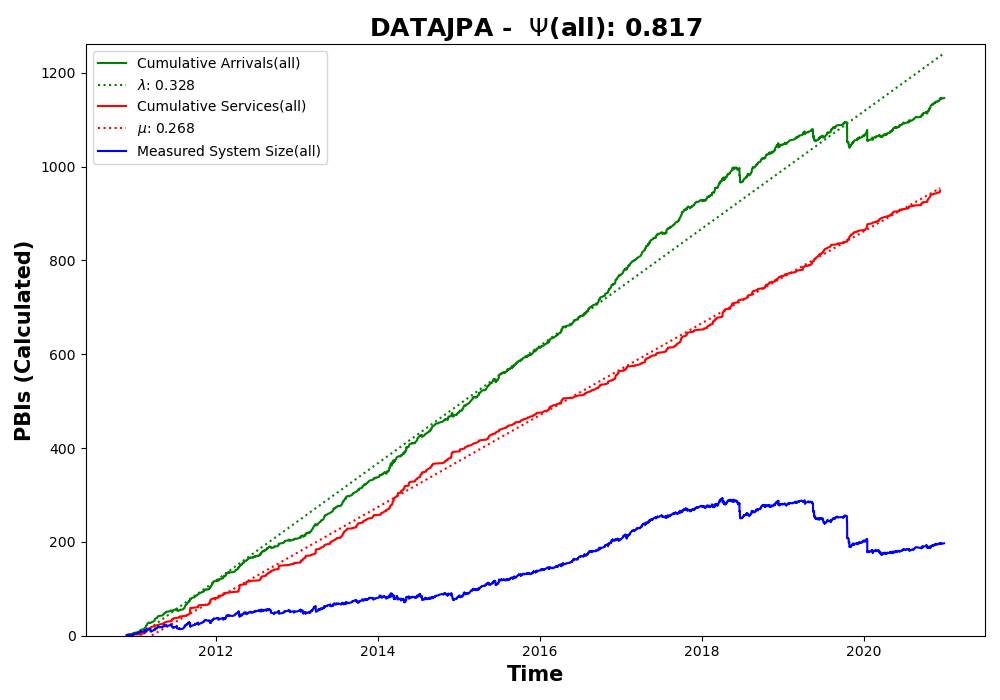 DATAJPA -  Ψ(all): 0.817
Cumulative Arrivals(all)
λ: 0.328
Cumulative Services(all)
μ: 0.268
Measured System Size(all)
PBIs (Calculated)
1200
1000
800
600
400
200
0
2012 2014 2016 2018 2020
Time